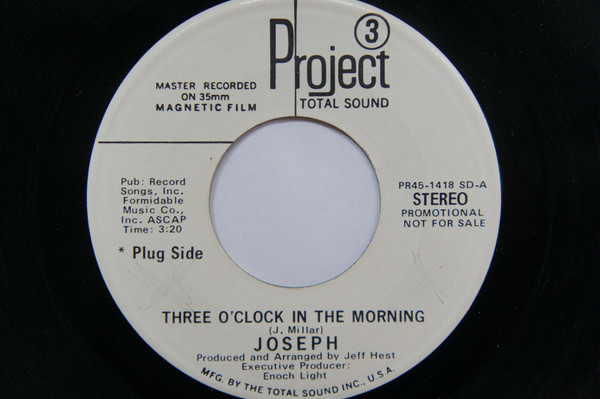 Project 3
TOTAL SOUND
MASTER RECORDED
ON 35mm
MAGNETIC FILM
Pub: Record
Songs, Inc.
Formidable
Music Co.,
Inc. ASCAP
Time: 3:20
* Plug Side
PR45-1418 SD-A
STEREO
PROMOTIONAL
NOT FOR SALE
THREE O'CLOCK IN THE MORNING
(J. Millar)
JOSEPH
Produced and Arranged by Jeff Hest
Executive Producer:
Enoch Light
MFG. BY THE TOTAL SOUND INC., U.S.A.